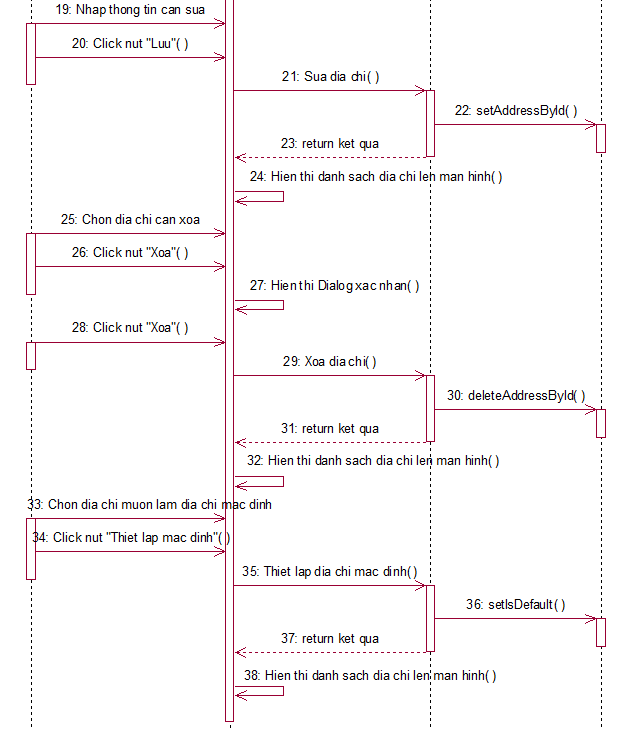 19: Nhap thong tin can sua
20: Click nut "Luu"( )
21: Sua dia chi( )
22: setAddressById( )
23: return ket qua
24: Hien thi danh sach dia chi len man hinh( )
25: Chon dia chi can xoa
26: Click nut "Xoa"( )
27: Hien thi Dialog xac nhan( )
28: Click nut "Xoa"( )
29: Xoa dia chi( )
30: deleteAddressById( )
31: return ket qua
32: Hien thi danh sach dia chi len man hinh( )
33: Chon dia chi muon lam dia chi mac dinh
34: Click nut "Thiet lap mac dinh"( )
35: Thiet lap dia chi mac dinh( )
36: setIsDefault( )
37: return ket qua
38: Hien thi danh sach dia chi len man hinh( )